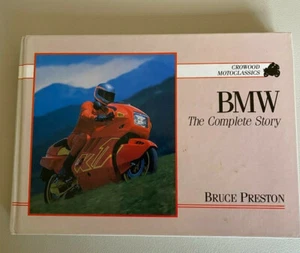 CROWOOD
MOTOCLASSICS
BMW
The Complete Story
BRUCE PRESTON